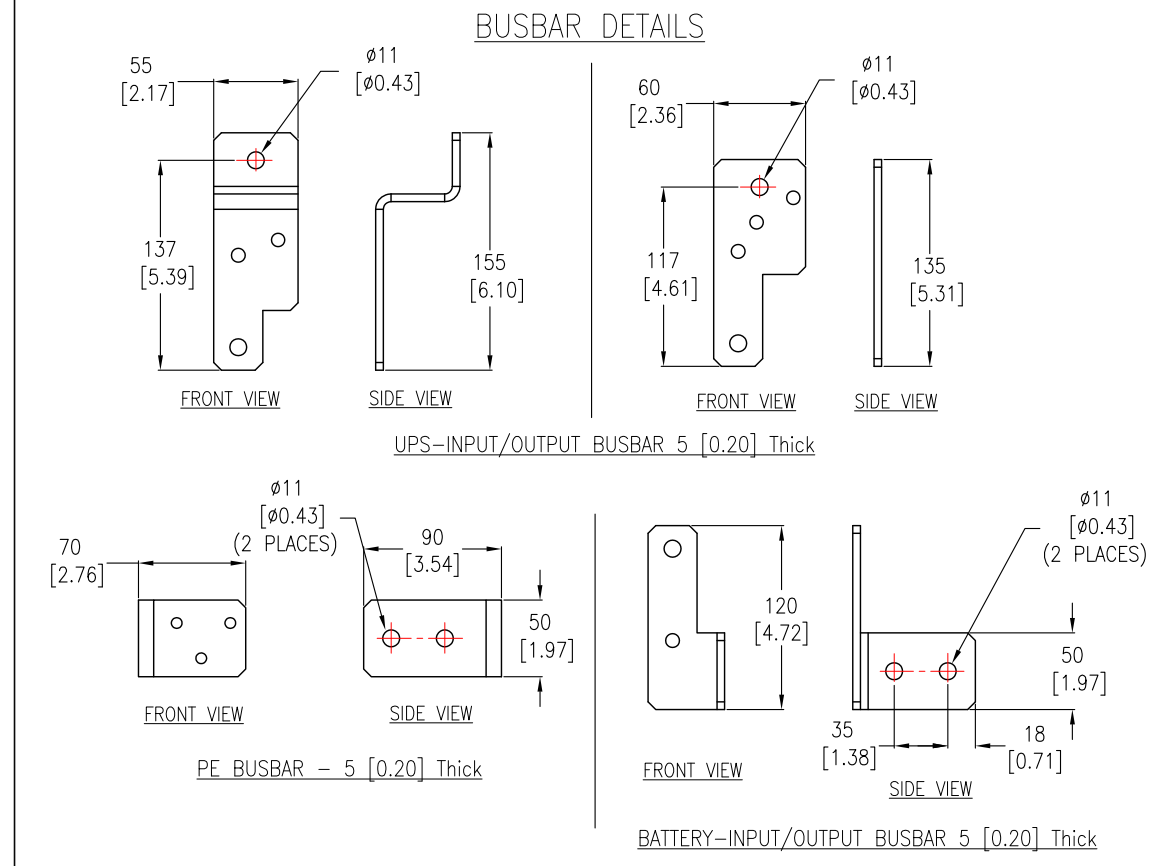 BUSBAR DETAILS
55
[2.17]
ø11
[ø0.43]
137
[5.39]
155
[6.10]
FRONT VIEW
SIDE VIEW
60
[2.36]
ø11
[ø0.43]
117
[4.61]
135
[5.31]
FRONT VIEW
SIDE VIEW
UPS-INPUT/OUTPUT BUSBAR 5 [0.20] Thick
70
[2.76]
ø11
[ø0.43]
(2 PLACES)
90
[3.54]
50
[1.97]
FRONT VIEW
SIDE VIEW
PE BUSBAR - 5 [0.20] Thick
120
[4.72]
ø11
[ø0.43]
(2 PLACES)
50
[1.97]
35
[1.38]
18
[0.71]
FRONT VIEW
SIDE VIEW
BATTERY-INPUT/OUTPUT BUSBAR 5 [0.20] Thick